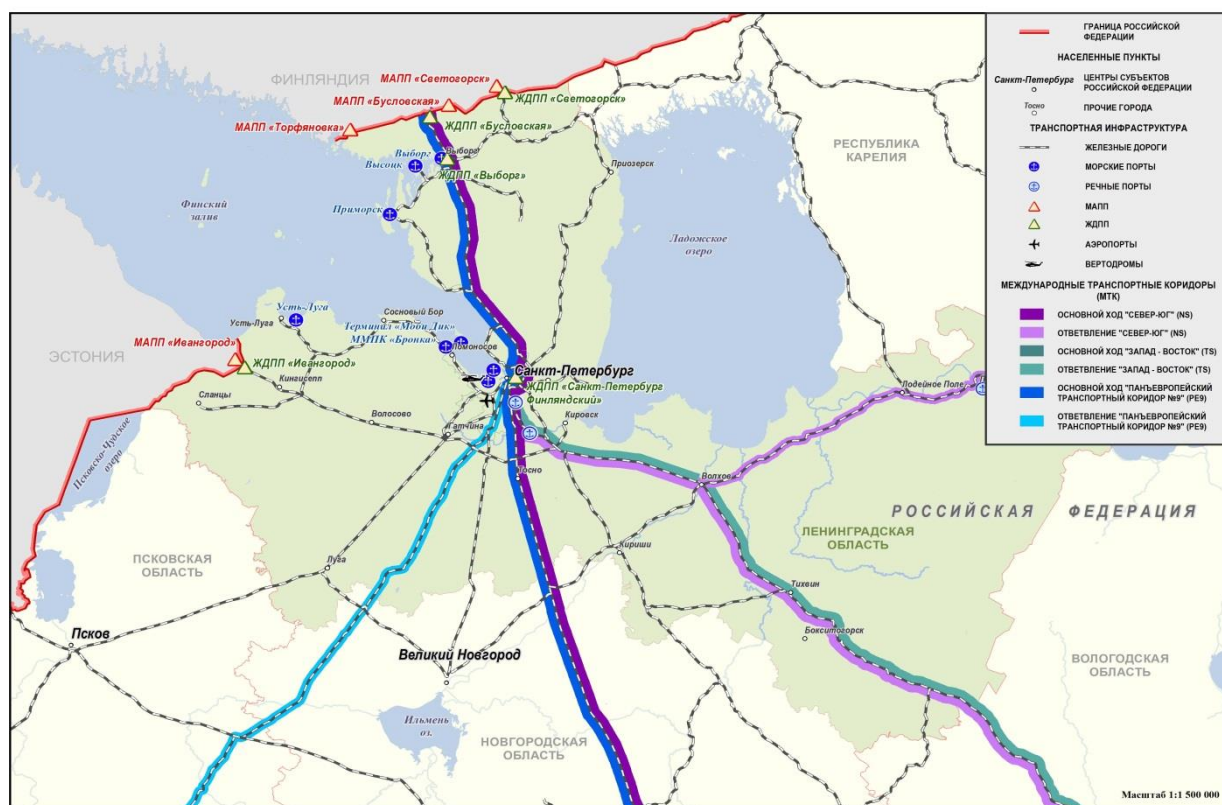 ФИНЛЯНДИЯ
МАПП «Светогорск»
ЖДПП «Светогорск»
МАПП «Бусловская»
ЖДПП «Бусловская»
МАПП «Торфяновка»
Выборг
Выборг
Высоцк
ЖДПП «Выборг»
Приозерск
РЕСПУБЛИКА
КАРЕЛИЯ
Приморск
Финский
залив
Ладожское
озеро
Усть-Луга
Усть-Луга
Сосновый Бор
Терминал «Моби Дик»
ММПК «Бронка»
Ломоносов
ЭСТОНИЯ
МАПП «Ивангород»
ЖДПП «Ивангород»
Кингисепп
Сланцы
Санкт-Петербург
ЖДПП «Санкт-Петербург
Финляндский»
Кировск
Волосово
Гатчина
Лодейное Поле
Псковско-Чудское
озеро
Тосно
Волхов
РОССИЙСКАЯ ФЕДЕРАЦИЯ
ЛЕНИНГРАДСКАЯ
ОБЛАСТЬ
Кириши
ПСКОВСКАЯ
ОБЛАСТЬ
Луга
Тихвин
Бокситогорск
Псков
Великий Новгород
ВОЛОГОДСКАЯ
ОБЛАСТЬ
Ильмень
оз.
НОВГОРОДСКАЯ
ОБЛАСТЬ
Масштаб 1:1 500 000
ГРАНИЦА РОССИЙСКОЙ
ФЕДЕРАЦИИ
НАСЕЛЕННЫЕ ПУНКТЫ
Санкт-Петербург
ЦЕНТРЫ СУБЪЕКТОВ
РОССИЙСКОЙ ФЕДЕРАЦИИ
Тосно
ПРОЧИЕ ГОРОДА
ТРАНСПОРТНАЯ ИНФРАСТРУКТУРА
ЖЕЛЕЗНЫЕ ДОРОГИ
МОРСКИЕ ПОРТЫ
РЕЧНЫЕ ПОРТЫ
МАПП
ЖДПП
АЭРОПОРТЫ
ВЕРТОДРОМЫ
МЕЖДУНАРОДНЫЕ ТРАНСПОРТНЫЕ КОРИДОРЫ
(МТК)
ОСНОВНОЙ ХОД "СЕВЕР-ЮГ" (NS)
ОТВЕТВЛЕНИЕ "СЕВЕР-ЮГ" (NS)
ОСНОВНОЙ ХОД "ЗАПАД - ВОСТОК" (TS)
ОТВЕТВЛЕНИЕ "ЗАПАД - ВОСТОК" (TS)
ОСНОВНОЙ ХОД "ПАНЪЕВРОПЕЙСКИЙ
ТРАНСПОРТНЫЙ КОРИДОР №9" (PE9)
ОТВЕТВЛЕНИЕ "ПАНЪЕВРОПЕЙСКИЙ
ТРАНСПОРТНЫЙ КОРИДОР №9" (PE9)